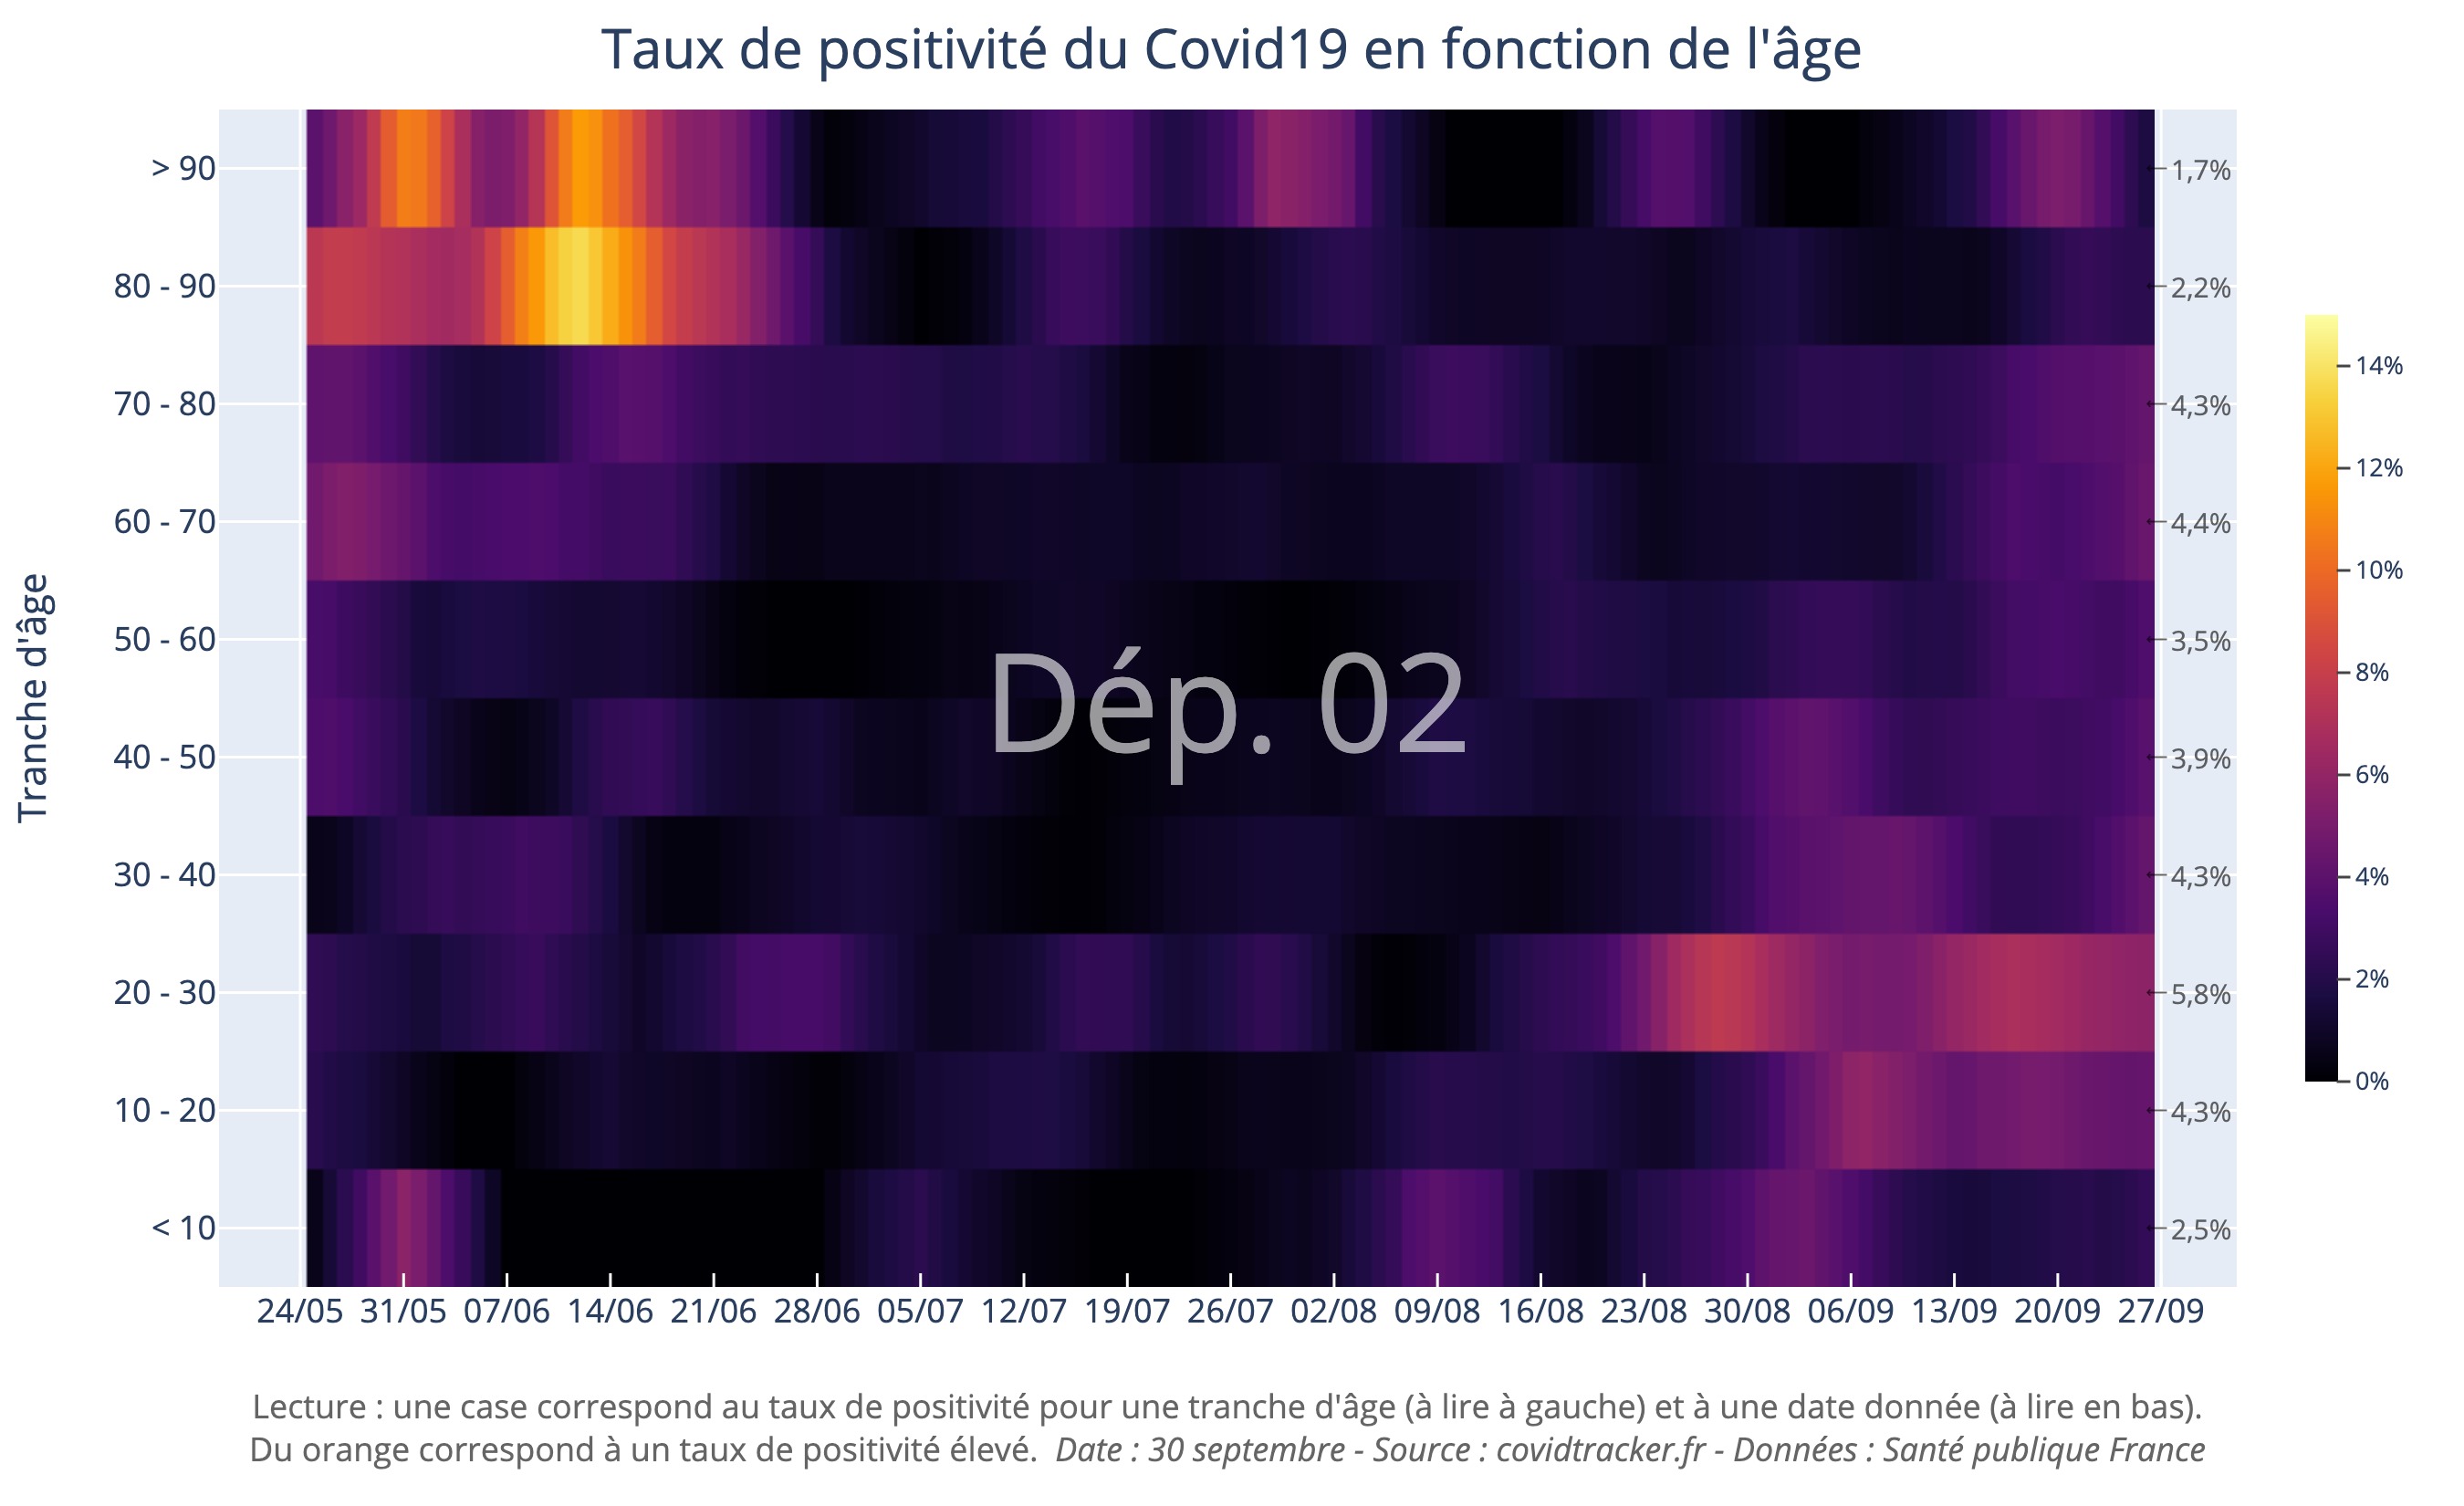 Taux de positivité du Covid19 en fonction de l'âge
Tranche d'âge
> 90
80 - 90
70 - 80
60 - 70
50 - 60
40 - 50
30 - 40
20 - 30
10 - 20
< 10
Dép. 02
1,7%
2,2%
4,3%
4,4%
3,5%
3,9%
4,3%
5,8%
4,3%
2,5%
14%
12%
10%
8%
6%
4%
2%
0%
24/05 31/05 07/06 14/06 21/06 28/06 05/07 12/07 19/07 26/07 02/08 09/08 16/08 23/08 30/08 06/09 13/09 20/09 27/09
Lecture : une case correspond au taux de positivité pour une tranche d'âge (à lire à gauche) et à une date donnée (à lire en bas).
Du orange correspond à un taux de positivité élevé. Date : 30 septembre - Source : covidtracker.fr - Données : Santé publique France